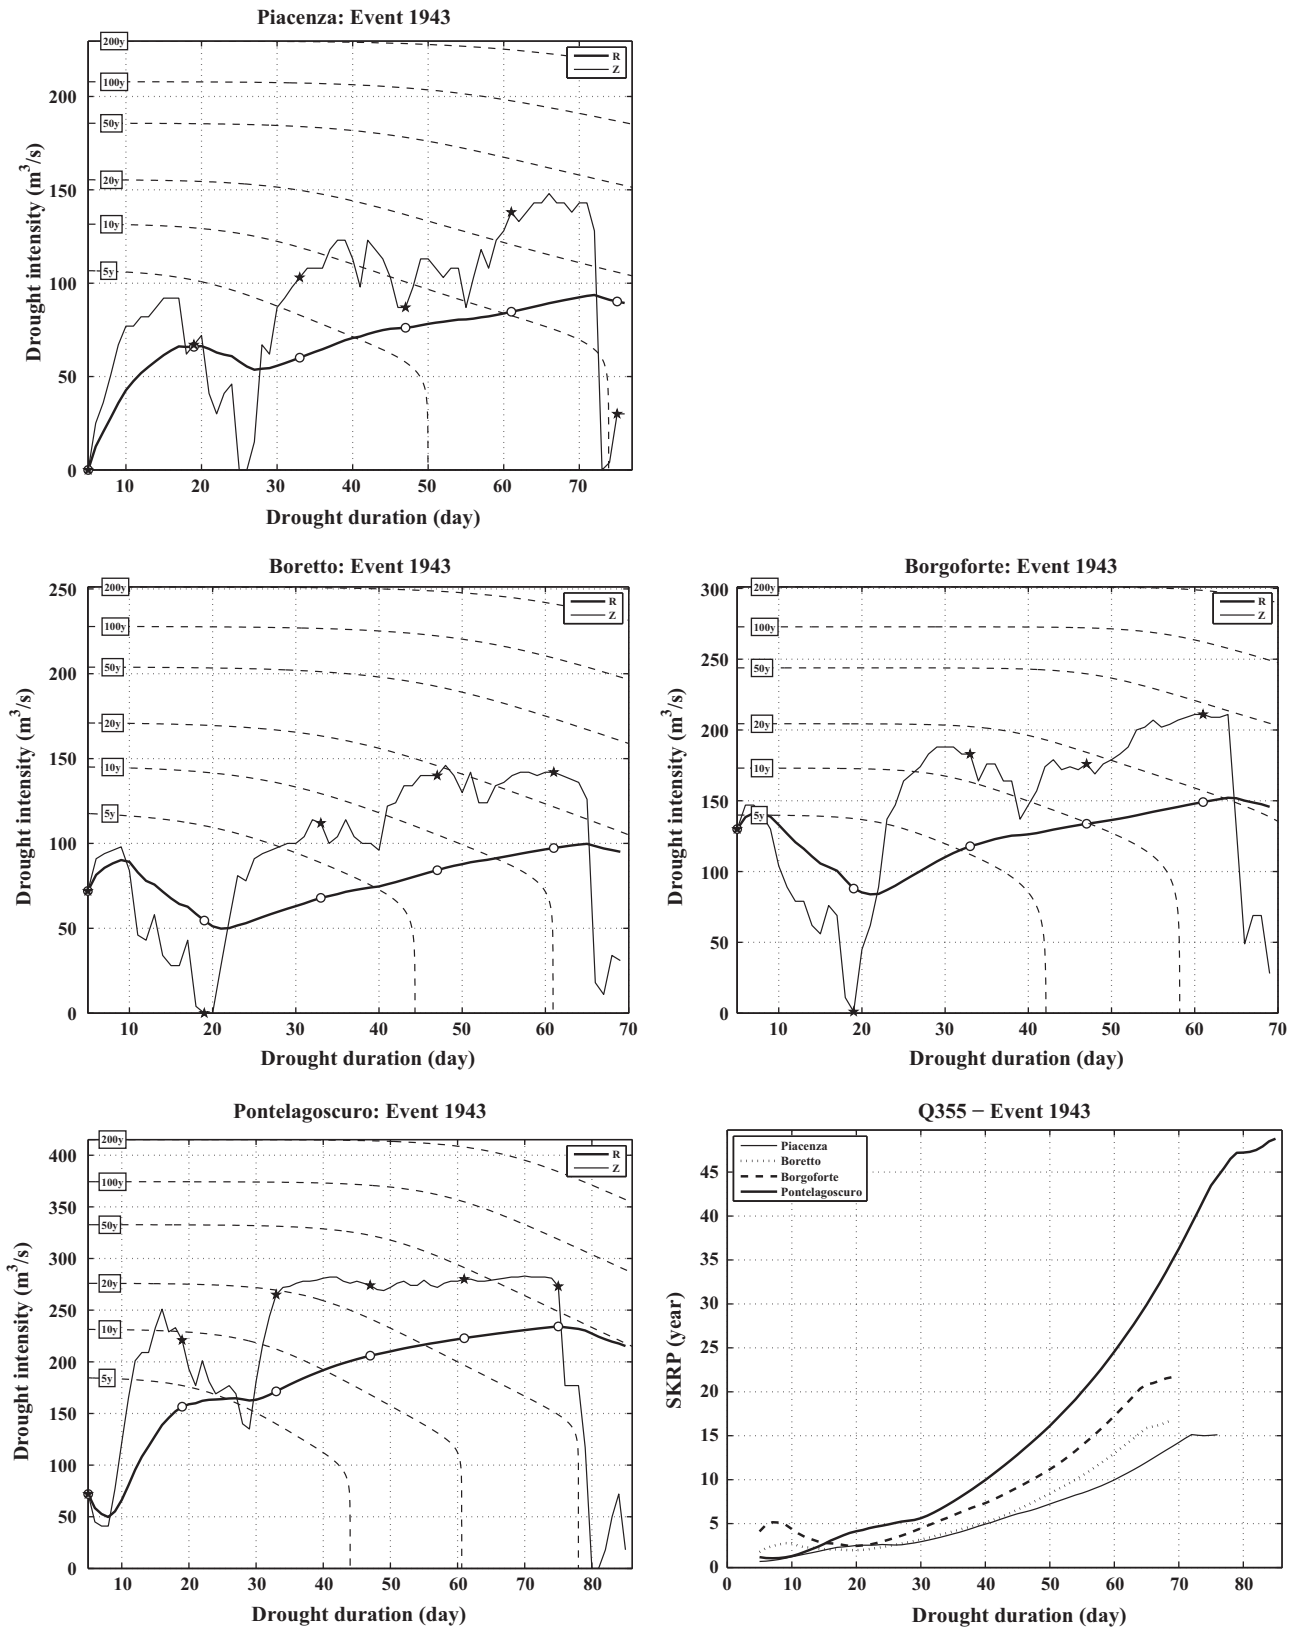 Piacenza: Event 1943
Drought intensity (m³/s)
200
150
100
50
0
200y
100y
50y
20y
10y
5y
R
Z
10 20 30 40 50 60 70
Drought duration (day)
Boretto: Event 1943
Drought intensity (m³/s)
250
200
150
100
50
0
200y
100y
50y
20y
10y
5y
R
Z
10 20 30 40 50 60 70
Drought duration (day)
Borgoforte: Event 1943
Drought intensity (m³/s)
300
250
200
150
100
50
0
200y
100y
50y
20y
10y
5y
R
Z
10 20 30 40 50 60 70
Drought duration (day)
Pontelagoscuro: Event 1943
Drought intensity (m³/s)
400
350
300
250
200
150
100
50
0
200y
100y
50y
20y
10y
5y
R
Z
10 20 30 40 50 60 70 80
Drought duration (day)
Q355 − Event 1943
SKRP (year)
45
40
35
30
25
20
15
10
5
0
Piacenza
Boretto
Borgoforte
Pontelagoscuro
0 10 20 30 40 50 60 70 80
Drought duration (day)